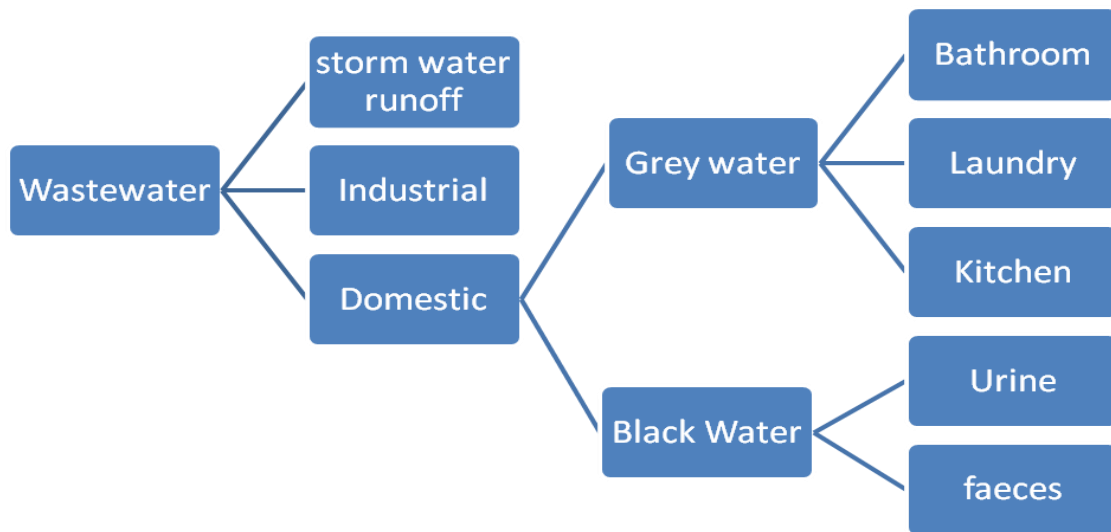 Wastewater
storm water
runoff
Industrial
Domestic
Grey water
Black Water
Bathroom
Laundry
Kitchen
Urine
faeces